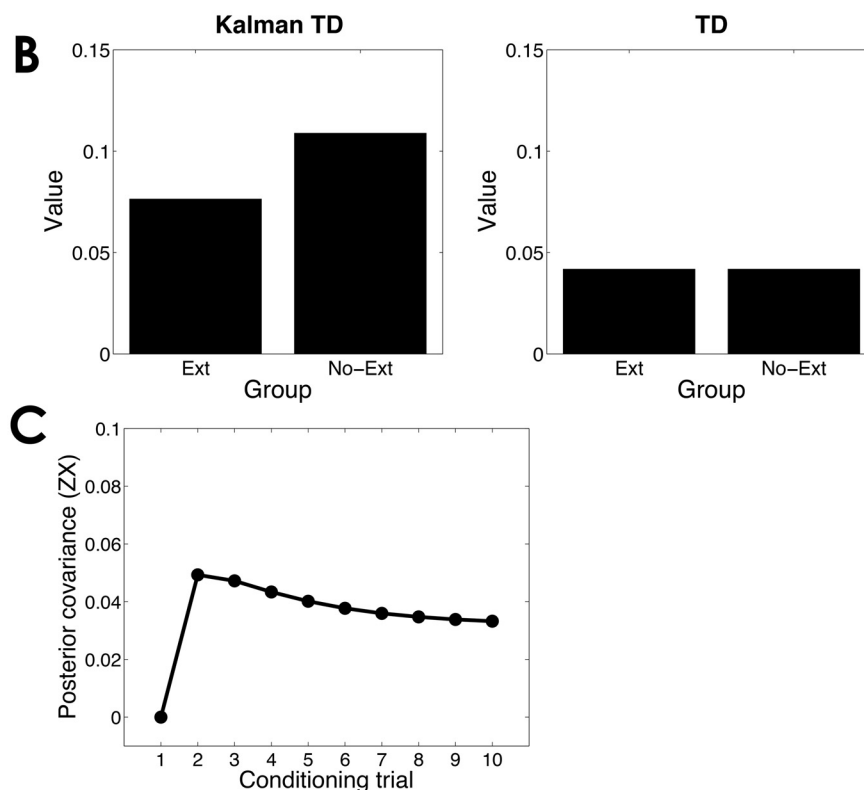 B
Kalman TD
0.15
0.1
0.05
0
Value
Ext No−Ext
Group
TD
0.15
0.1
0.05
0
Value
Ext No−Ext
Group
C
0.1
0.08
0.06
0.04
0.02
0
Posterior covariance (ZX)
1 2 3 4 5 6 7 8 9 10
Conditioning trial